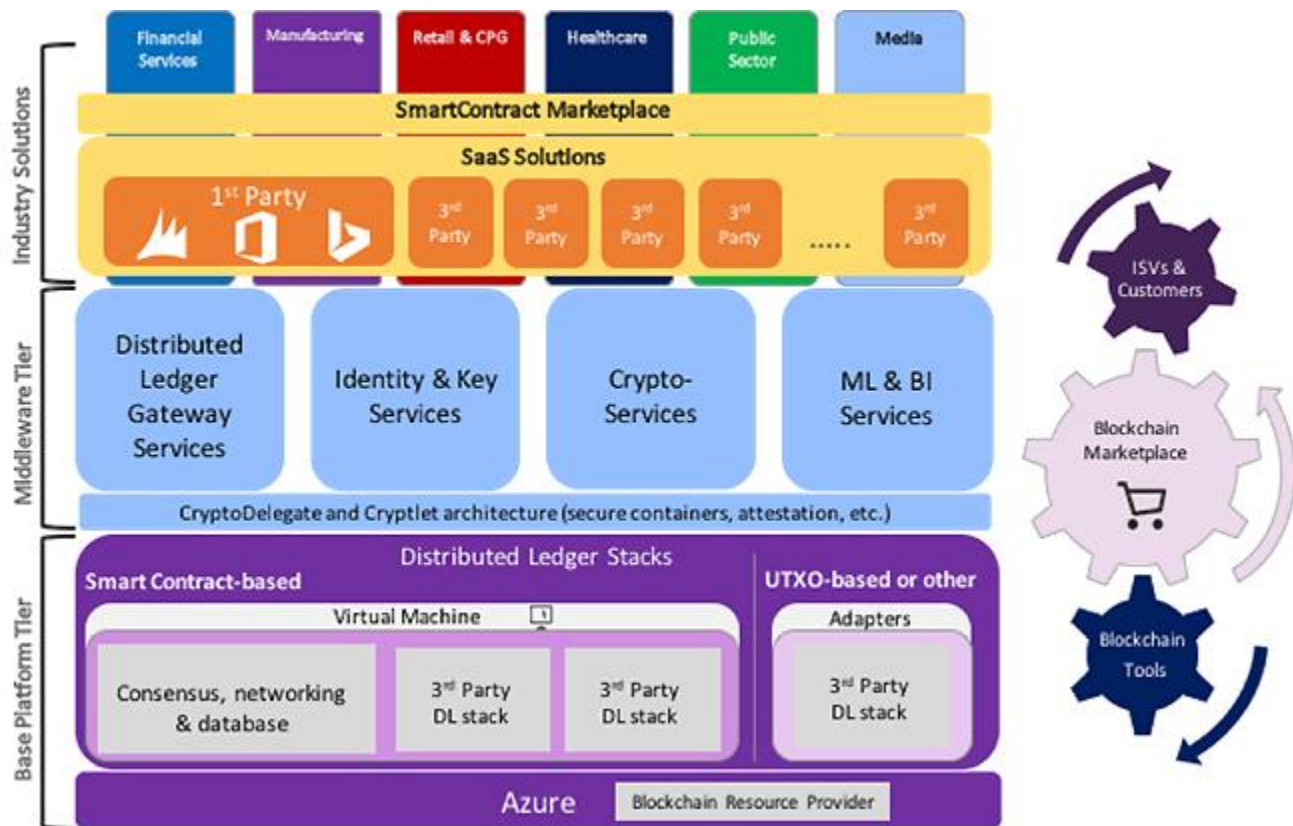 Industry Solutions
Financial
Services
Manufacturing
Retail & CPG
Healthcare
Public
Sector
Media
SmartContract Marketplace
SaaS Solutions
1st Party
3rd
Party
3rd
Party
3rd
Party
3rd
Party
.....
3rd
Party
Middleware Tier
Distributed
Ledger
Gateway
Services
Identity & Key
Services
Crypto-
Services
ML & BI
Services
CryptoDelegate and Cryptlet architecture (secure containers, attestation, etc.)
Base Platform Tier
Distributed Ledger Stacks
Smart Contract-based
Virtual Machine
Consensus, networking
& database
3rd Party
DL stack
3rd Party
DL stack
UTXO-based or other
Adapters
3rd Party
DL stack
Azure
Blockchain Resource Provider
ISVs &
Customers
Blockchain
Marketplace
Blockchain
Tools